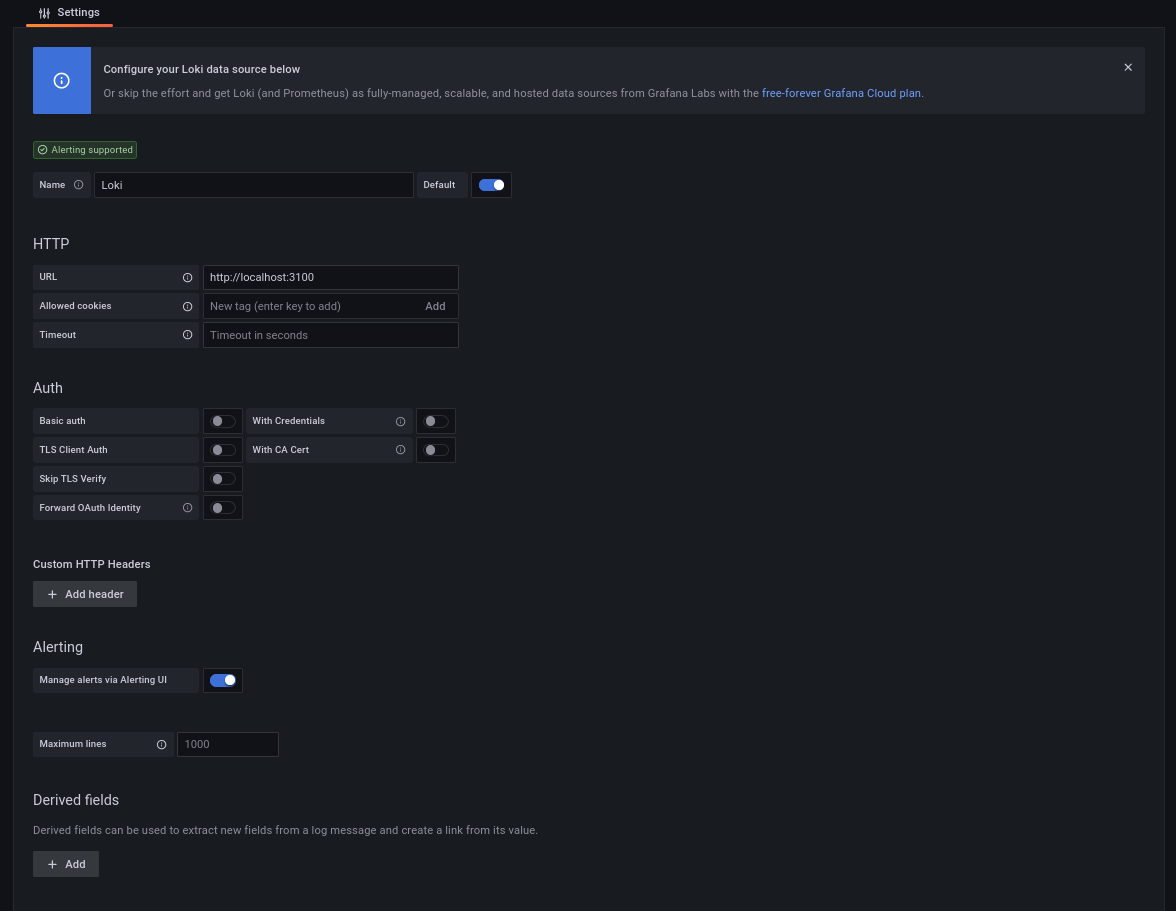 Settings
Configure your Loki data source below
Or skip the effort and get Loki (and Prometheus) as fully-managed, scalable, and hosted data sources from Grafana Labs with the free-forever Grafana Cloud plan.
Alerting supported
Name Loki Default
HTTP
URL http://localhost:3100
Allowed cookies New tag (enter key to add) Add
Timeout Timeout in seconds
Auth
Basic auth With Credentials
TLS Client Auth With CA Cert
Skip TLS Verify
Forward OAuth Identity
Custom HTTP Headers
Add header
Alerting
Manage alerts via Alerting UI
Maximum lines 1000
Derived fields
Derived fields can be used to extract new fields from a log message and create a link from its value.
Add